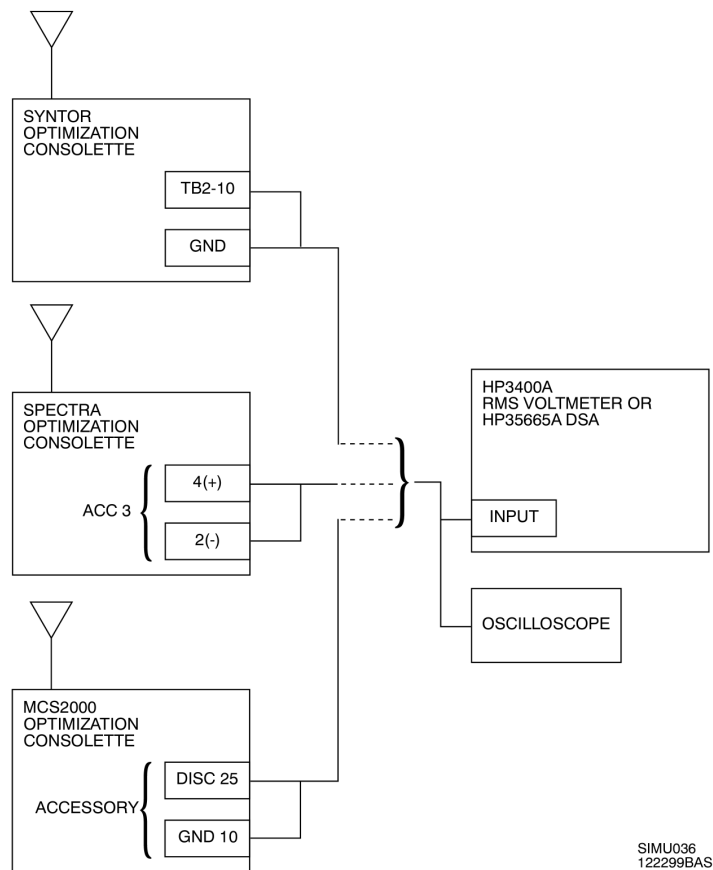 SYNTOR
OPTIMIZATION
CONSOLETTE
TB2-10
GND
SPECTRA
OPTIMIZATION
CONSOLETTE
ACC 3
4(+)
2(-)
HP3400A
RMS VOLTMETER OR
HP35665A DSA
INPUT
OSCILLOSCOPE
MCS2000
OPTIMIZATION
CONSOLETTE
ACCESSORY
DISC 25
GND 10
SIMU036
122299BAS